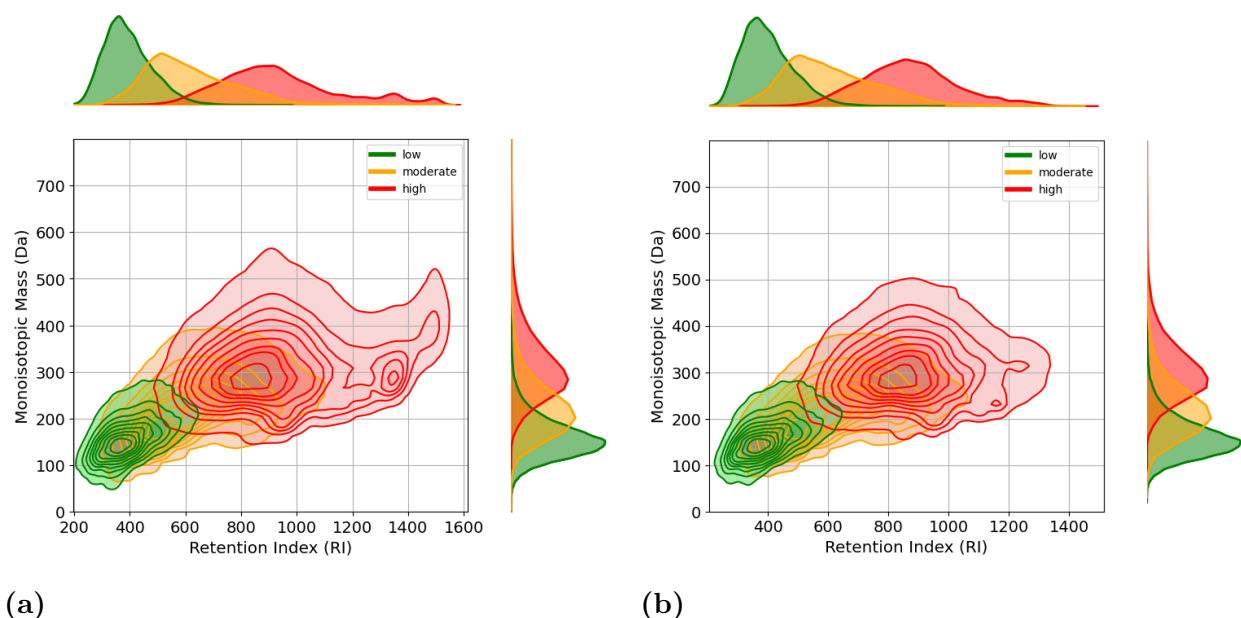 low
moderate
high
700
600
500
400
300
200
100
0
Monoisotopic Mass (Da)
200 400 600 800 1000 1200 1400 1600
Retention Index (RI)
(a)
low
moderate
high
700
600
500
400
300
200
100
0
Monoisotopic Mass (Da)
400 600 800 1000 1200 1400
Retention Index (RI)
(b)